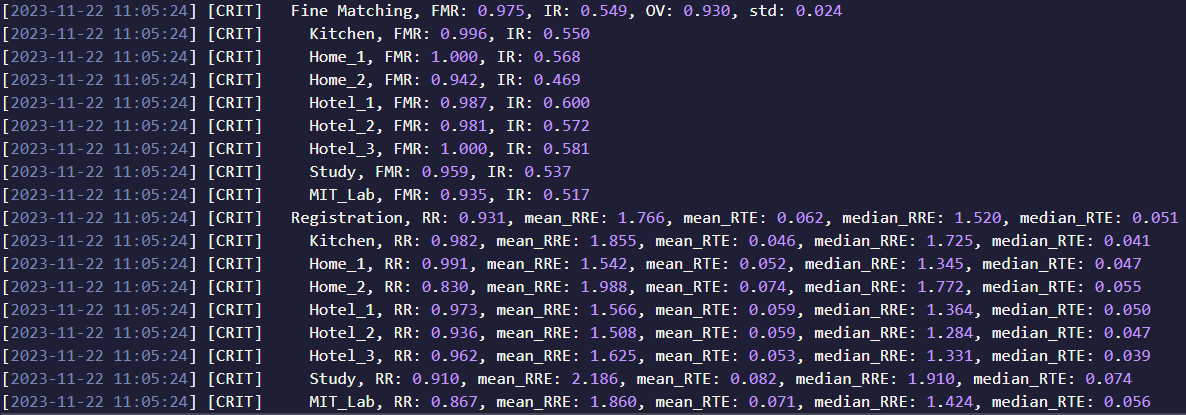 [2023-11-22 11:05:24] [CRIT] Fine Matching, FMR: 0.975, IR: 0.549, OV: 0.930, std: 0.024
[2023-11-22 11:05:24] [CRIT] Kitchen, FMR: 0.996, IR: 0.550
[2023-11-22 11:05:24] [CRIT] Home_1, FMR: 1.000, IR: 0.568
[2023-11-22 11:05:24] [CRIT] Home_2, FMR: 0.942, IR: 0.469
[2023-11-22 11:05:24] [CRIT] Hotel_1, FMR: 0.987, IR: 0.600
[2023-11-22 11:05:24] [CRIT] Hotel_2, FMR: 0.981, IR: 0.572
[2023-11-22 11:05:24] [CRIT] Hotel_3, FMR: 1.000, IR: 0.581
[2023-11-22 11:05:24] [CRIT] Study, FMR: 0.959, IR: 0.537
[2023-11-22 11:05:24] [CRIT] MIT_Lab, FMR: 0.935, IR: 0.517
[2023-11-22 11:05:24] [CRIT] Registration, RR: 0.931, mean_RRE: 1.766, mean_RTE: 0.062, median_RRE: 1.520, median_RTE: 0.051
[2023-11-22 11:05:24] [CRIT] Kitchen, RR: 0.982, mean_RRE: 1.855, mean_RTE: 0.046, median_RRE: 1.725, median_RTE: 0.041
[2023-11-22 11:05:24] [CRIT] Home_1, RR: 0.991, mean_RRE: 1.542, mean_RTE: 0.052, median_RRE: 1.345, median_RTE: 0.047
[2023-11-22 11:05:24] [CRIT] Home_2, RR: 0.830, mean_RRE: 1.988, mean_RTE: 0.074, median_RRE: 1.772, median_RTE: 0.055
[2023-11-22 11:05:24] [CRIT] Hotel_1, RR: 0.973, mean_RRE: 1.566, mean_RTE: 0.059, median_RRE: 1.364, median_RTE: 0.050
[2023-11-22 11:05:24] [CRIT] Hotel_2, RR: 0.936, mean_RRE: 1.508, mean_RTE: 0.059, median_RRE: 1.284, median_RTE: 0.047
[2023-11-22 11:05:24] [CRIT] Hotel_3, RR: 0.962, mean_RRE: 1.625, mean_RTE: 0.053, median_RRE: 1.331, median_RTE: 0.039
[2023-11-22 11:05:24] [CRIT] Study, RR: 0.910, mean_RRE: 2.186, mean_RTE: 0.082, median_RRE: 1.910, median_RTE: 0.074
[2023-11-22 11:05:24] [CRIT] MIT_Lab, RR: 0.867, mean_RRE: 1.860, mean_RTE: 0.071, median_RRE: 1.424, median_RTE: 0.056